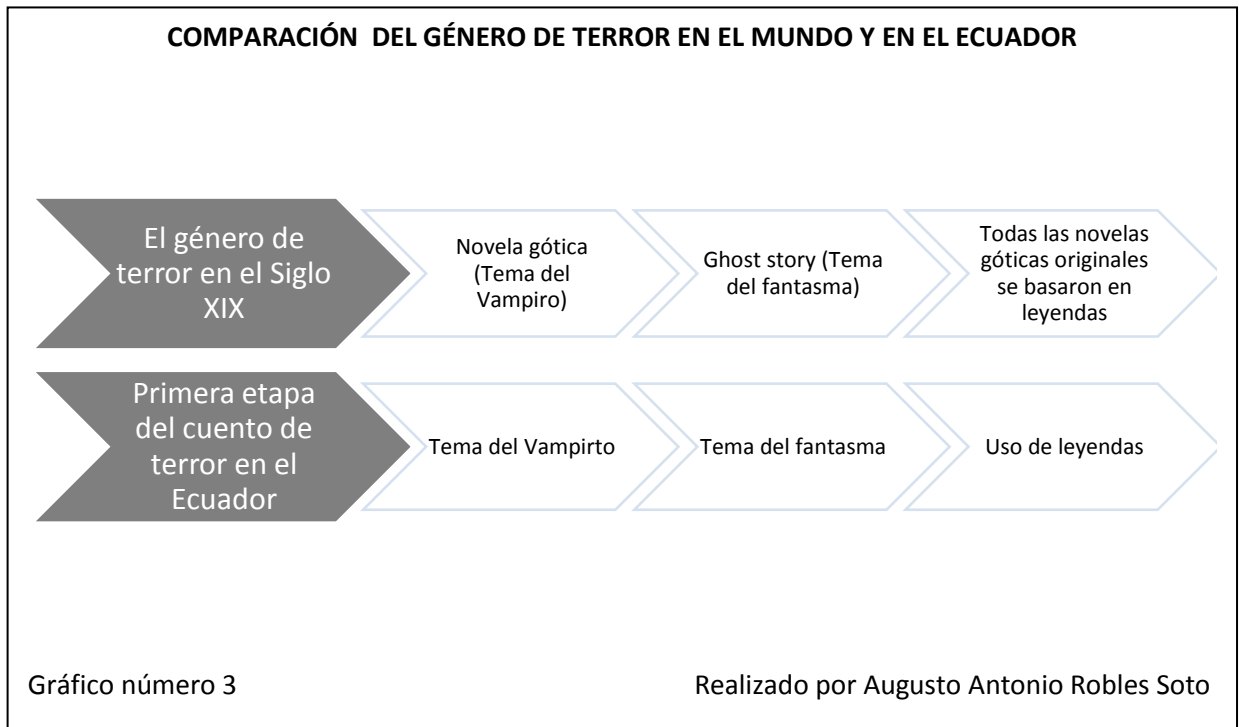 COMPARACIÓN DEL GÉNERO DE TERROR EN EL MUNDO Y EN EL ECUADOR
El género de
terror en el Siglo
XIX
Novela gótica
(Tema del
Vampiro)
Ghost story (Tema
del fantasma)
Todas las novelas
góticas originales
se basaron en
leyendas
Primera etapa
del cuento de
terror en el
Ecuador
Tema del Vampirto
Tema del fantasma
Uso de leyendas
Gráfico número 3
Realizado por Augusto Antonio Robles Soto